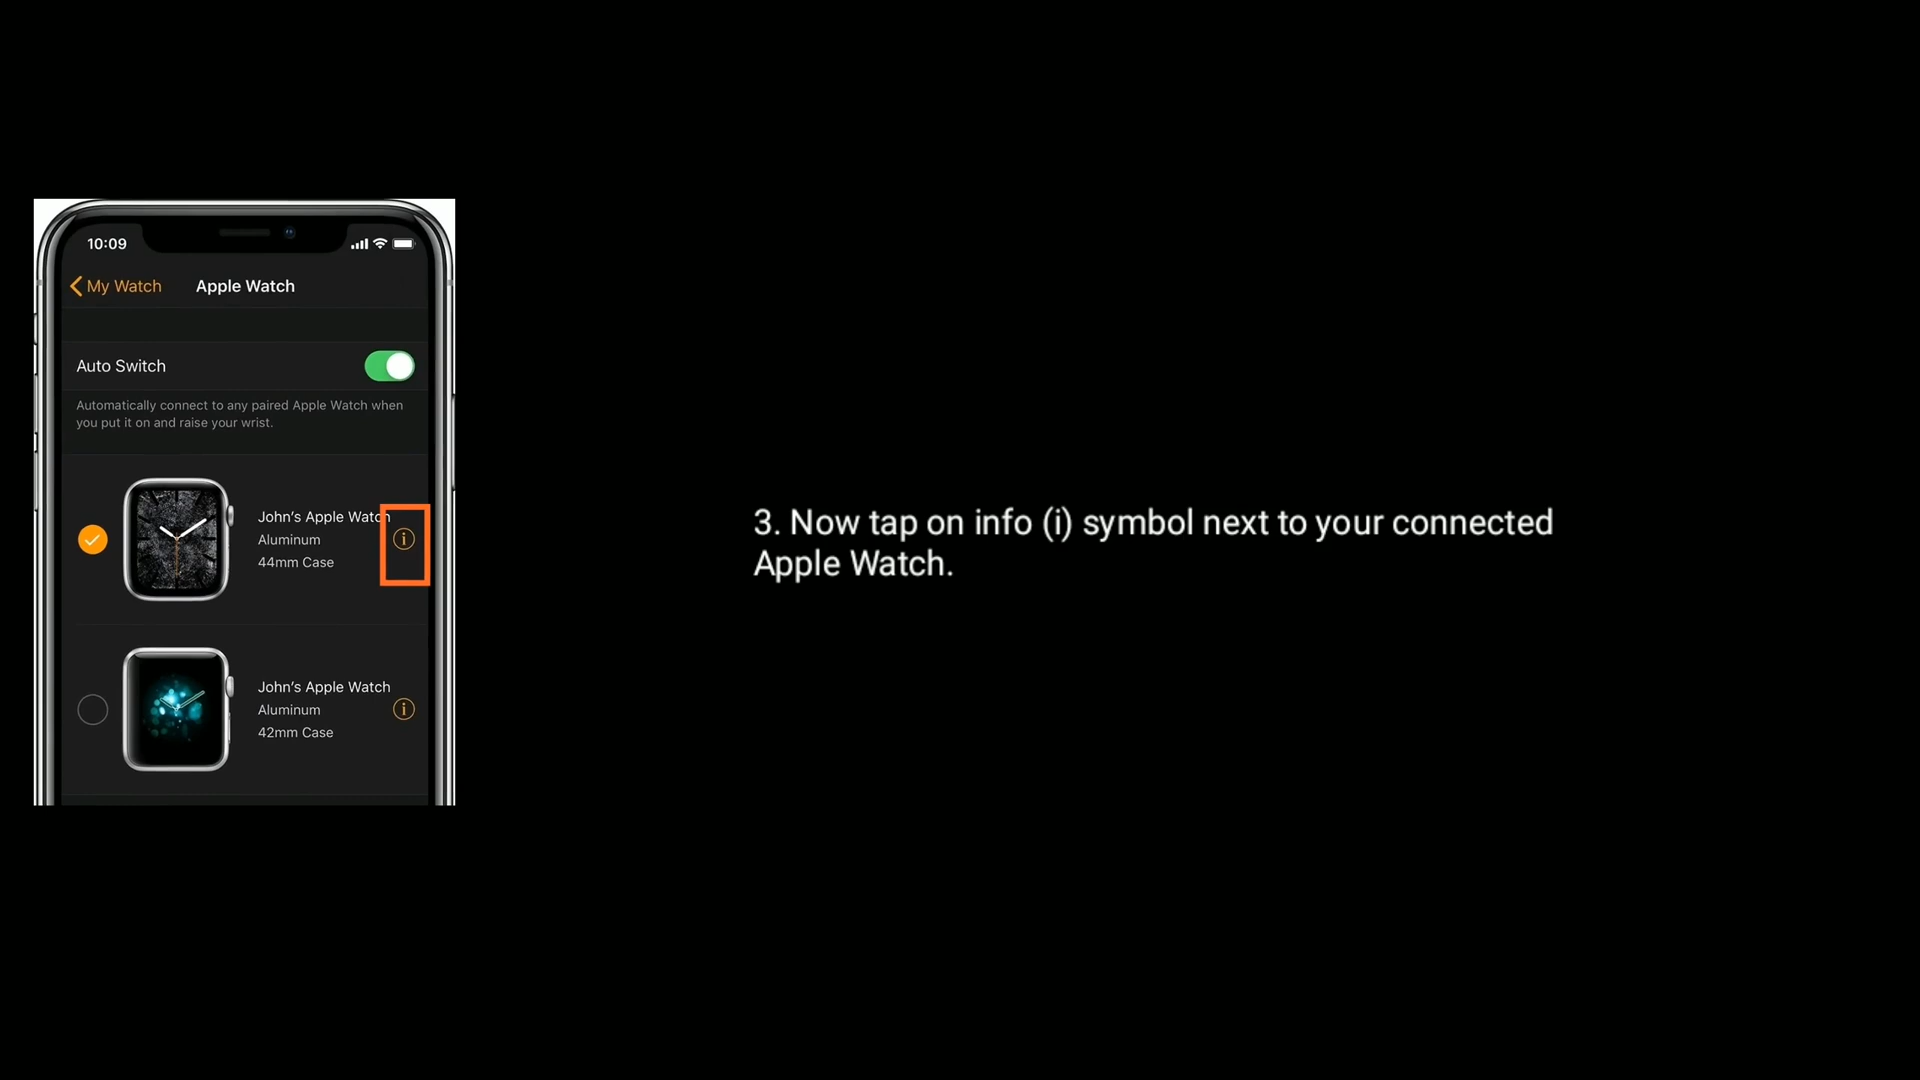 10:09
My Watch
Apple Watch
Auto Switch
Automatically connect to any paired Apple Watch when
you put it on and raise your wrist.
John's Apple Watch
Aluminum
44mm Case
John's Apple Watch
Aluminum
42mm Case
3. Now tap on info (i) symbol next to your connected
Apple Watch.